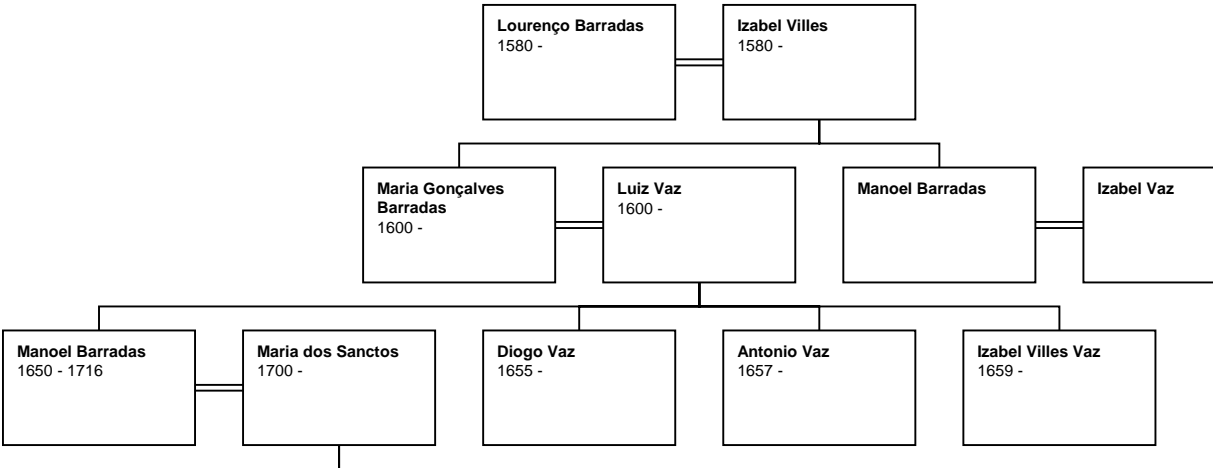 Lourenço Barradas
1580 -
Izabel Villes
1580 -
Maria Gonçalves
Barradas
1600 -
Luiz Vaz
1600 -
Manoel Barradas
Izabel Vaz
Manoel Barradas
1650 - 1716
Maria dos Sanctos
1700 -
Diogo Vaz
1655 -
Antonio Vaz
1657 -
Izabel Villes Vaz
1659 -